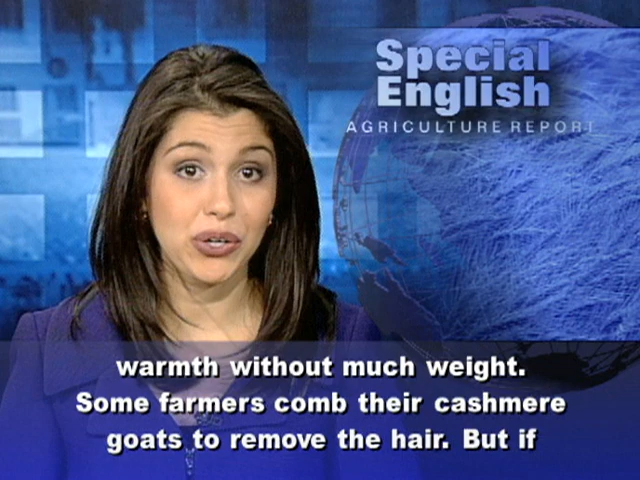 Special
English
AGRICULTURE REPORT
warmth without much weight.
Some farmers comb their cashmere
goats to remove the hair. But if